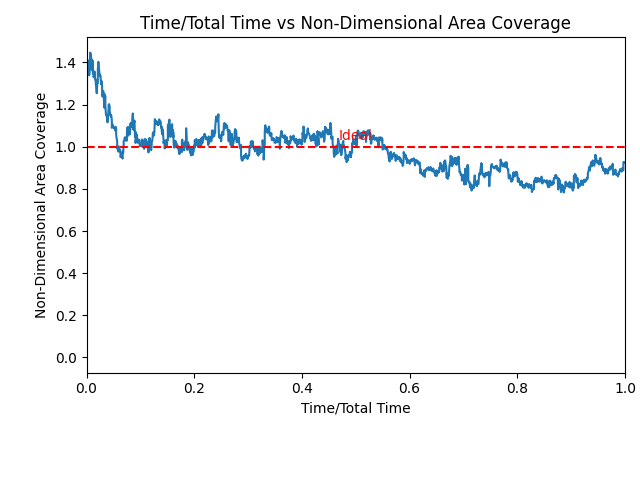 Time/Total Time vs Non-Dimensional Area Coverage
Non-Dimensional Area Coverage
1.4
1.2
1.0
0.8
0.6
0.4
0.2
0.0
Ideal
0.0 0.2 0.4 0.6 0.8 1.0
Time/Total Time